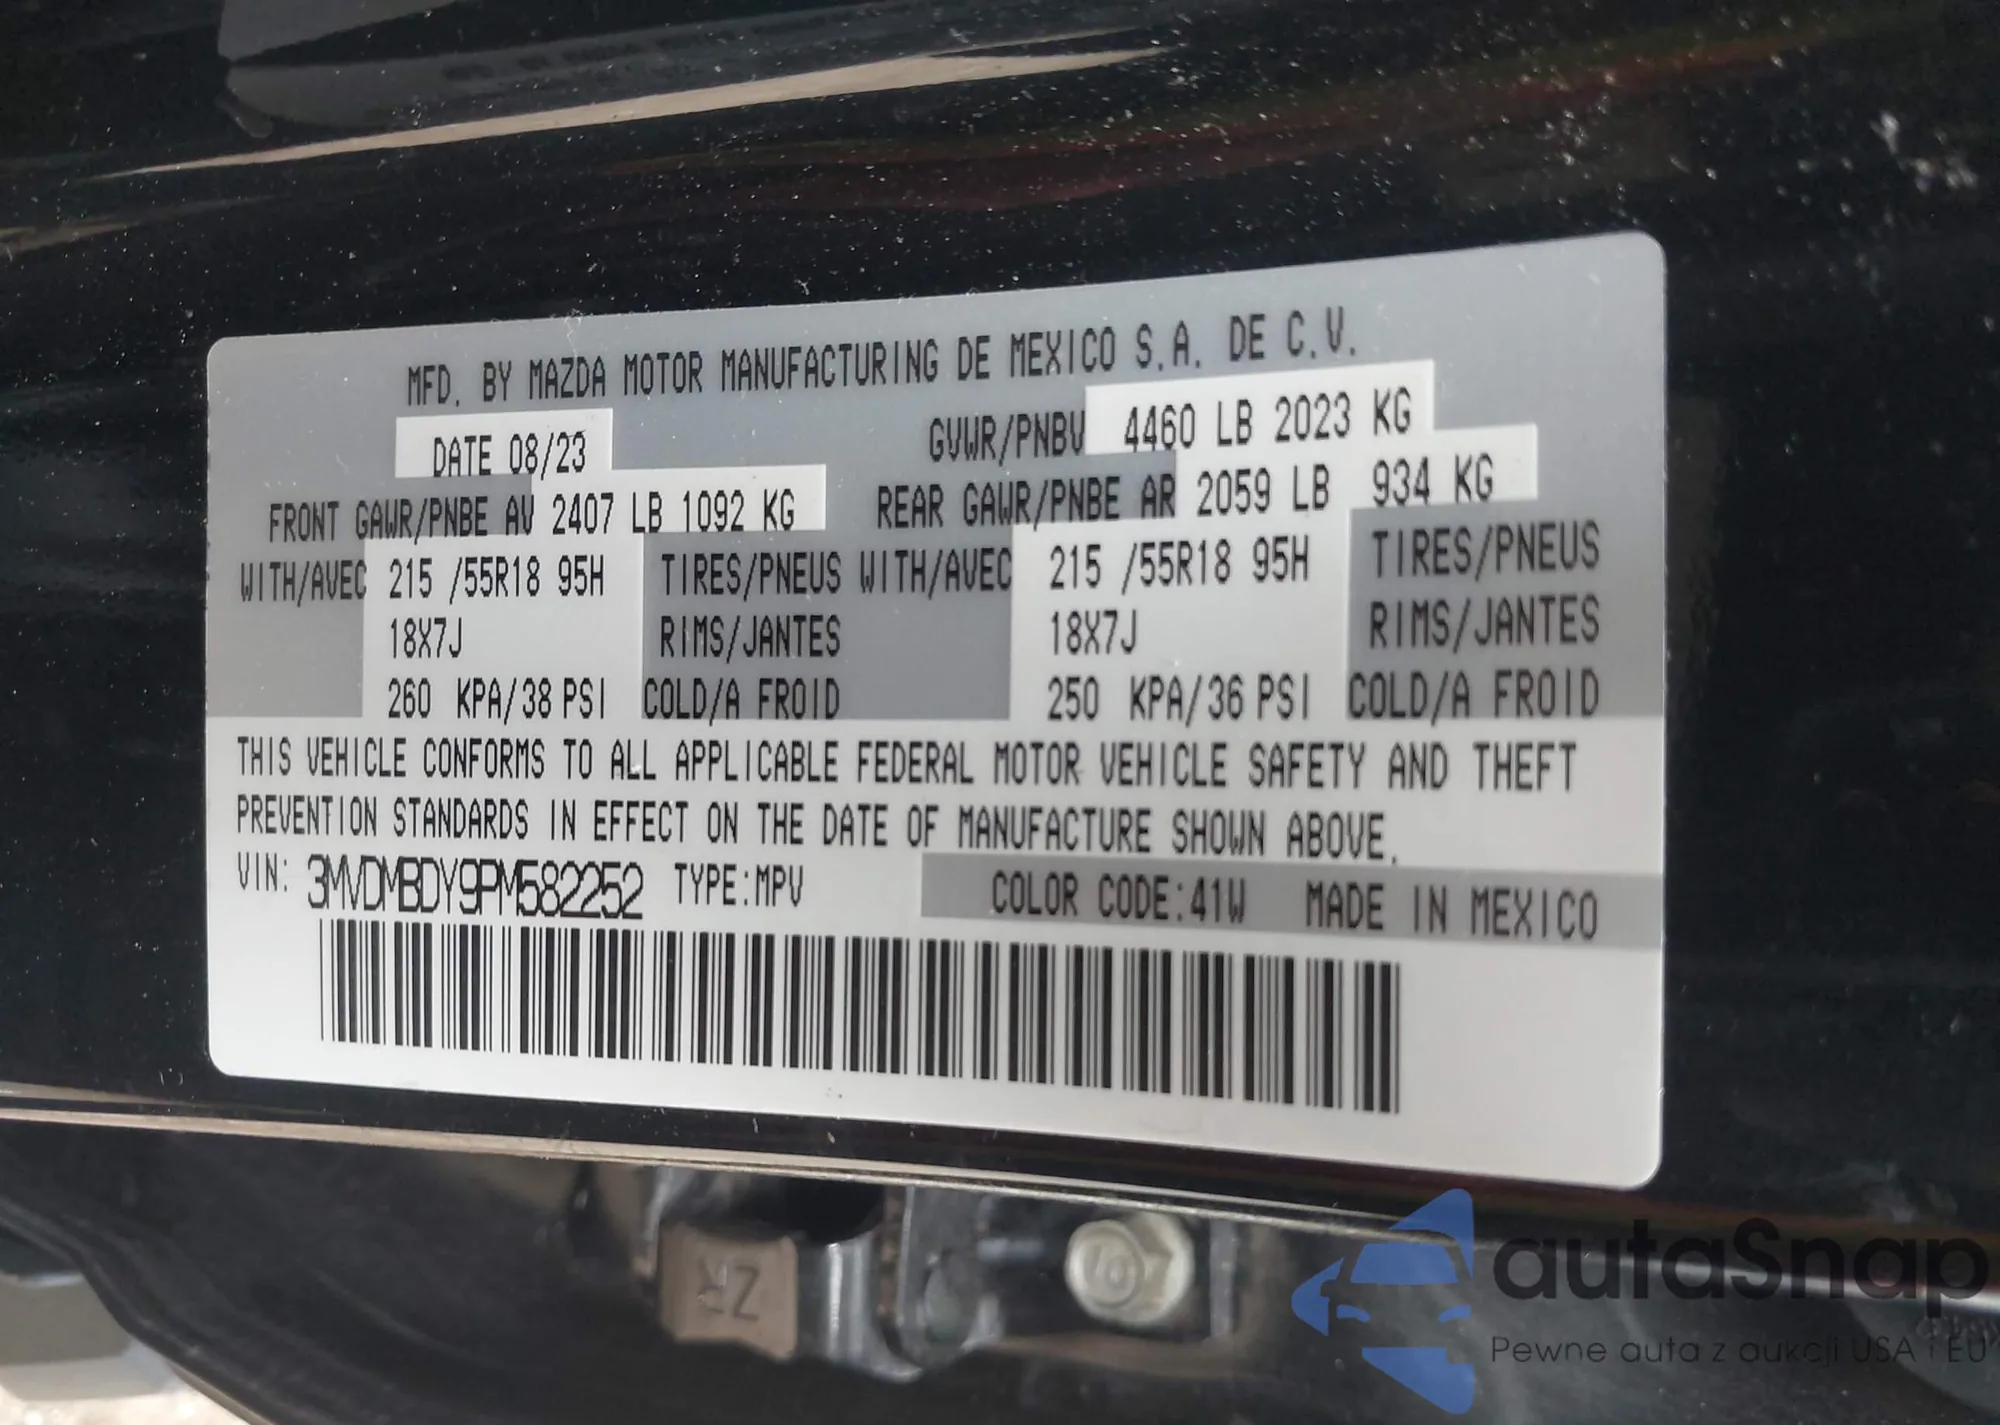 MFD. BY MAZDA MOTOR MANUFACTURING DE MEXICO S.A. DE C.V.
DATE 08/23 GVWR/PNBV 4460 LB 2023 KG
FRONT GAWR/PNBE AV 2407 LB 1092 KG REAR GAWR/PNBE AR 2059 LB 934 KG
WITH/AVEC 215 /55R18 95H TIRES/PNEUS WITH/AVEC 215 /55R18 95H TIRES/PNEUS
18X7J RIMS/JANTES 18X7J RIMS/JANTES
260 KPA/38 PSI COLD/A FROID 250 KPA/36 PSI COLD/A FROID
THIS VEHICLE CONFORMS TO ALL APPLICABLE FEDERAL MOTOR VEHICLE SAFETY AND THEFT
PREVENTION STANDARDS IN EFFECT ON THE DATE OF MANUFACTURE SHOWN ABOVE.
VIN: 3MVDMBDY9PM582252 TYPE:MPV COLOR CODE:41W MADE IN MEXICO
ZR
10
autaSnap
Pewne auta z aukcji USA i EU